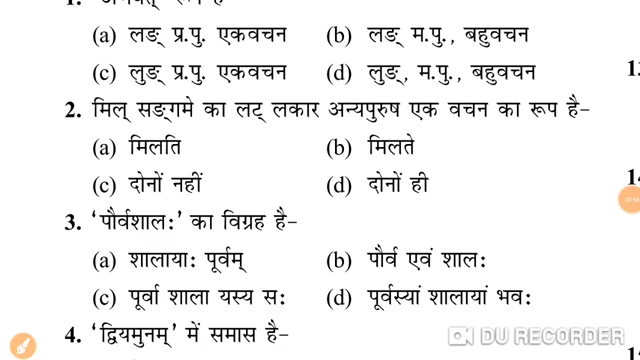 1.
(a) लङ् प्र.पु. एकवचन (b) लङ् म.पु., बहुवचन
(c) लुङ् प्र.पु. एकवचन (d) लुङ्, म.पु., बहुवचन
2. मिल् सङ्गमे का लट् लकार अन्यपुरुष एक वचन का रूप है-
(a) मिलति (b) मिलते
(c) दोनों नहीं (d) दोनों ही
3. ‘पौर्वशालः’ का विग्रह है-
(a) शालायाः पूर्वम् (b) पौर्व एवं शालः
(c) पूर्वा शाला यस्य सः (d) पूर्वस्यां शालायां भवः
4. ‘द्वियमुनम्’ में समास है-
DU RECORDER